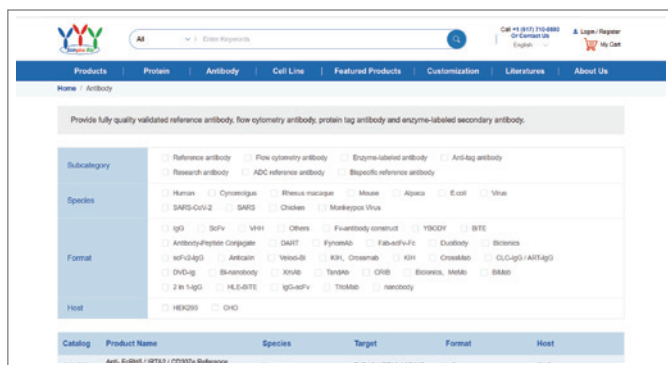 Call +1 (617) 710-0882
Or Contact Us
Login / Register
All
Enter Keywords
English
My Cart
Products | Protein | Antibody | Cell Line | Featured Products | Customization | Literatures | About Us
Home / Antibody
Provide fully quality validated reference antibody, flow cytometry antibody, protein tag antibody and enzyme-labeled secondary antibody.
Subcategory
Reference antibody Flow cytometry antibody Enzyme-labeled antibody Anti-tag antibody
Research antibody ADC reference antibody Bispecific reference antibody
Species
Human Cynomolgus Rhesus macaque Mouse Alpaca E.coli Virus
SARS-CoV-2 SARS Chicken Monkeypox Virus
Format
IgG ScFv VHH Others Fv-antibody construct YBODY BITE
Antibody-Peptide Conjugate DART FynomAb Fab-scFv-Fc DuoBody Biclonics
scFv2-IgG Anticalin KIH, Crossmab KIH CrossMab CLC-IgG / ART-IgG
DVD-Ig Bi-nanobody XmAb TandAb Biclonics, MeMo BiMab
2 in 1-IgG HLE-BITE IgG-scFv TrioMab nanobody
Host
HEK293 CHO
Catalog Product Name Species Target Format Host
Anti- FcRH5 / IRTA2 / CD307e Reference